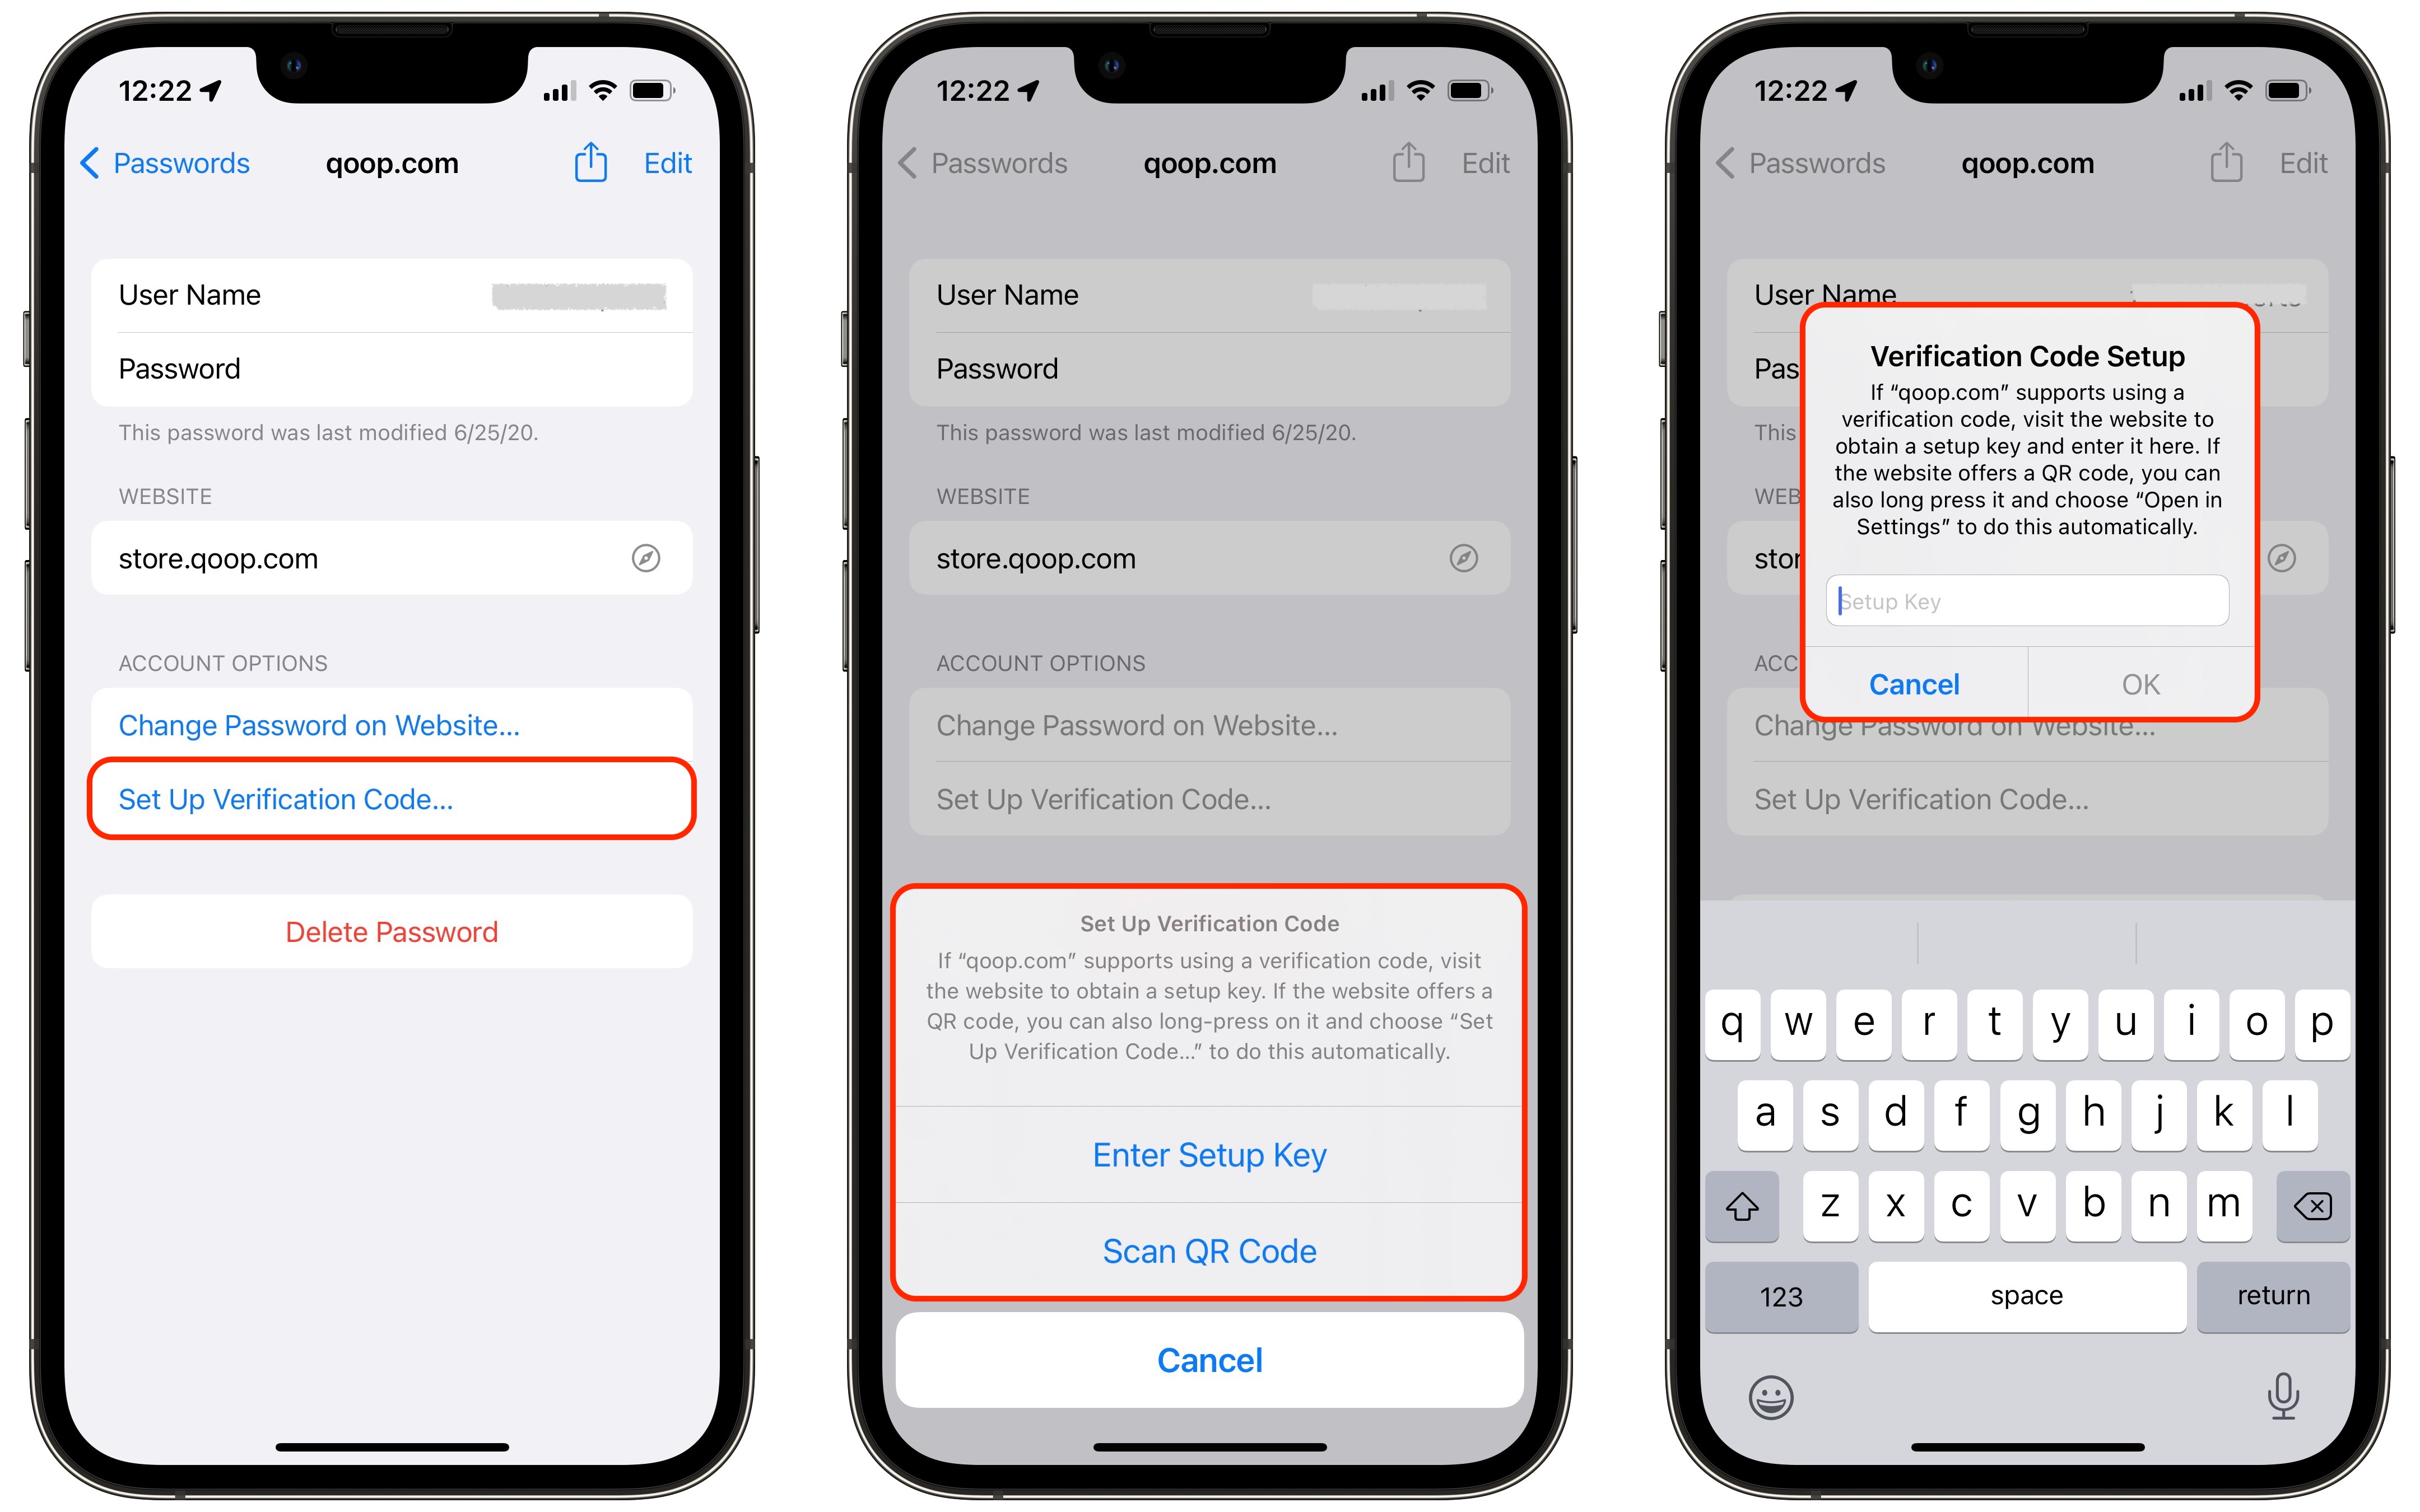 12:22
Passwords qoop.com Edit
User Name
Password
This password was last modified 6/25/20.
WEBSITE
store.qoop.com
ACCOUNT OPTIONS
Change Password on Website...
Set Up Verification Code...
Delete Password
12:22
Passwords qoop.com Edit
User Name
Password
This password was last modified 6/25/20.
WEBSITE
store.qoop.com
ACCOUNT OPTIONS
Change Password on Website...
Set Up Verification Code...
Set Up Verification Code
If “qoop.com” supports using a verification code, visit
the website to obtain a setup key. If the website offers a
QR code, you can also long-press on it and choose “Set
Up Verification Code...” to do this automatically.
Enter Setup Key
Scan QR Code
Cancel
12:22
Passwords qoop.com Edit
User Name
Pas
This
WEB
stor
ACC
Verification Code Setup
If “qoop.com” supports using a
verification code, visit the website to
obtain a setup key and enter it here. If
the website offers a QR code, you can
also long press it and choose “Open in
Settings” to do this automatically.
Setup Key
Cancel OK
Change Password on Website...
Set Up Verification Code...
q w e r t y u i o p
a s d f g h j k l
z x c v b n m
123 space return